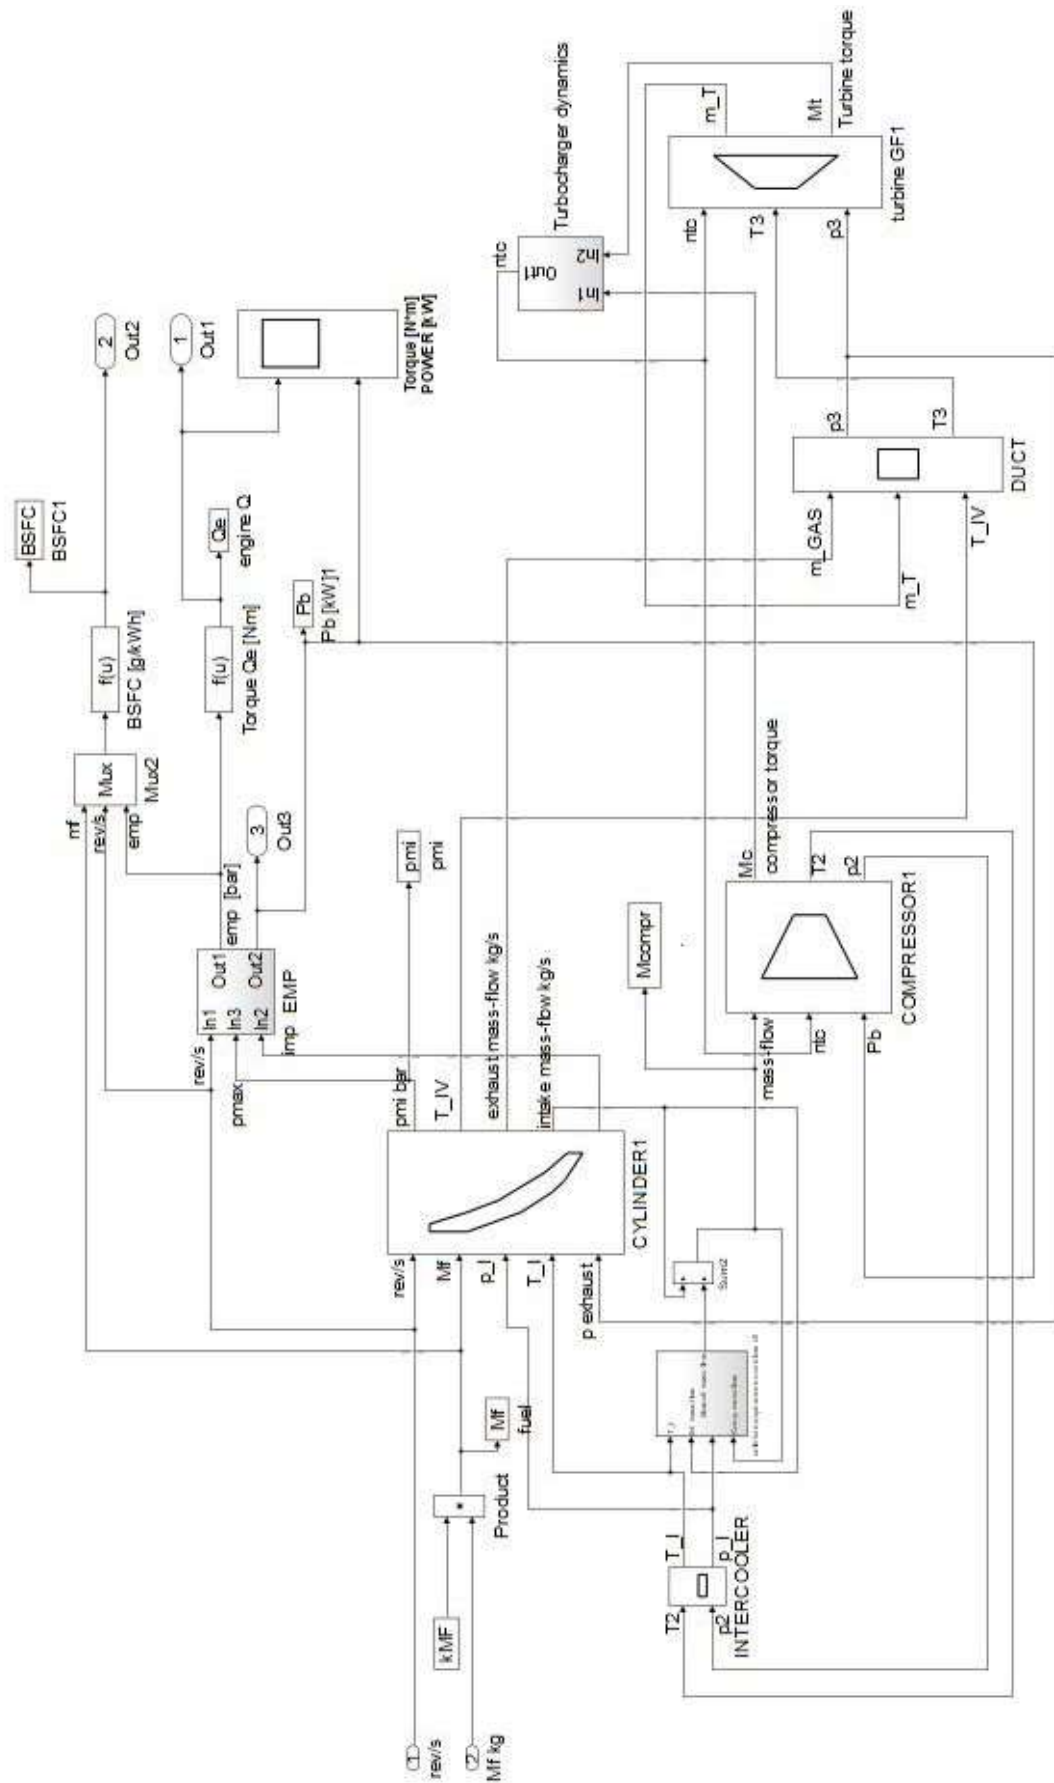 BSFC
BSFC1
2
Out2
mf
rev/s
emp
Mux
Mux2
f(u)
BSFC [g/kWh]
1
Out1
Qe
engine Q
f(u)
Torque Qe [Nm]
Torque [N*m]
POWER [kW]
rev/s
pmax
imp
In1
In3
In2
Out1
Out2
EMP
emp [bar]
3
Out3
Pb
Pb [kW]1
1
rev/s
2
Mf kg
kMF
*
Product
Mf
fuel
rev/s
Mf
p_I
T_I
p exhaust
CYLINDER1
pmi bar
T_IV
exhaust mass-flow kg/s
intake mass-flow kg/s
pmi
pmi
Mcompr
ntc
Out1
In1
In2
Turbocharger dynamics
T2
p2
T_I
p_I
INTERCOOLER
Sum2
mass-flow
ntc
Pb
COMPRESSOR1
Mc
compressor torque
T2
p2
m_GAS
m_T
T_IV
DUCT
p3
T3
ntc
T3
p3
turbine GF1
m_T
Mt
Turbine torque